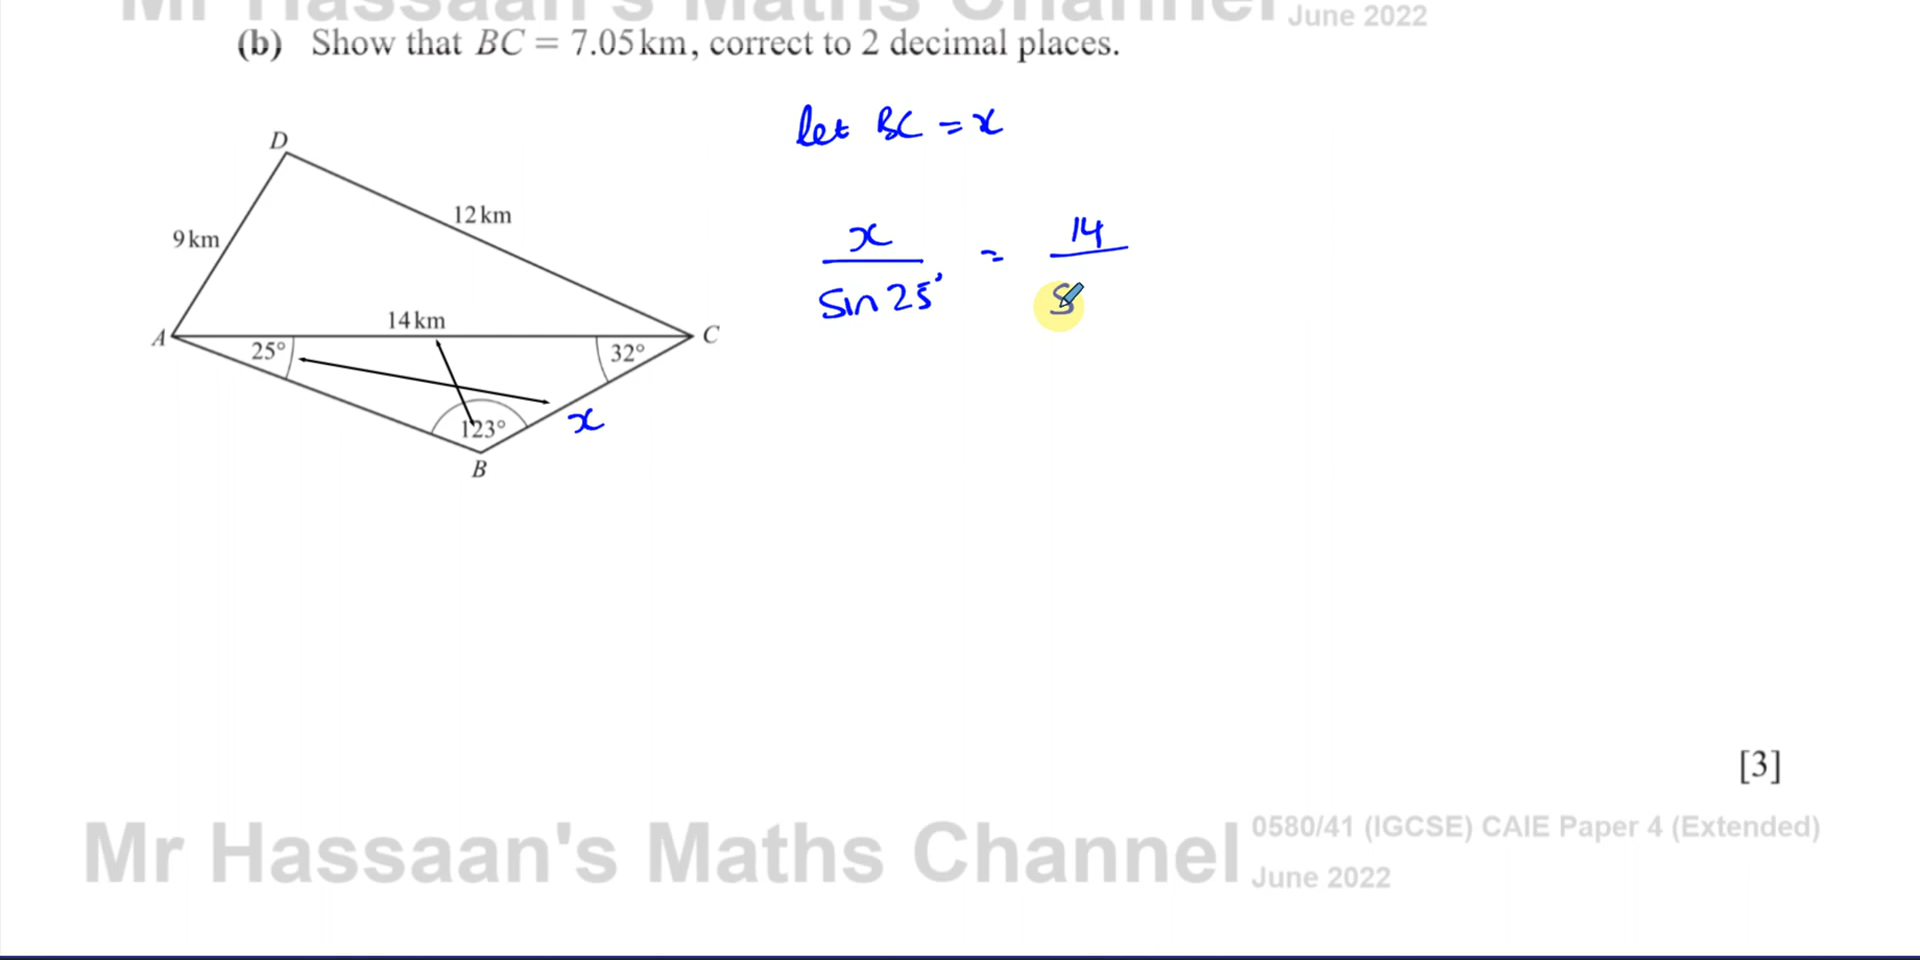 Mr Hassaan's Maths Channel June 2022
(b) Show that BC = 7.05 km, correct to 2 decimal places.
let BC = x
D
12 km
9 km
x / sin 25° = 14 / s
14 km
A
25°
32°
C
123°
x
B
[3]
Mr Hassaan's Maths Channel
0580/41 (IGCSE) CAIE Paper 4 (Extended)
June 2022